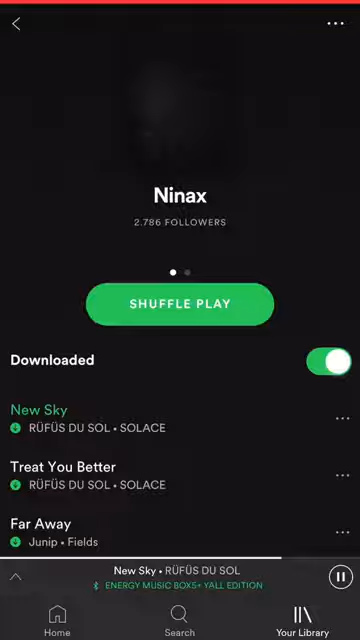 Ninax
2.786 FOLLOWERS
SHUFFLE PLAY
Downloaded
New Sky
RÜFÜS DU SOL • SOLACE
Treat You Better
RÜFÜS DU SOL • SOLACE
Far Away
Junip • Fields
New Sky • RÜFÜS DU SOL
ENERGY MUSIC BOX5+ YALL EDITION
Home
Search
Your Library